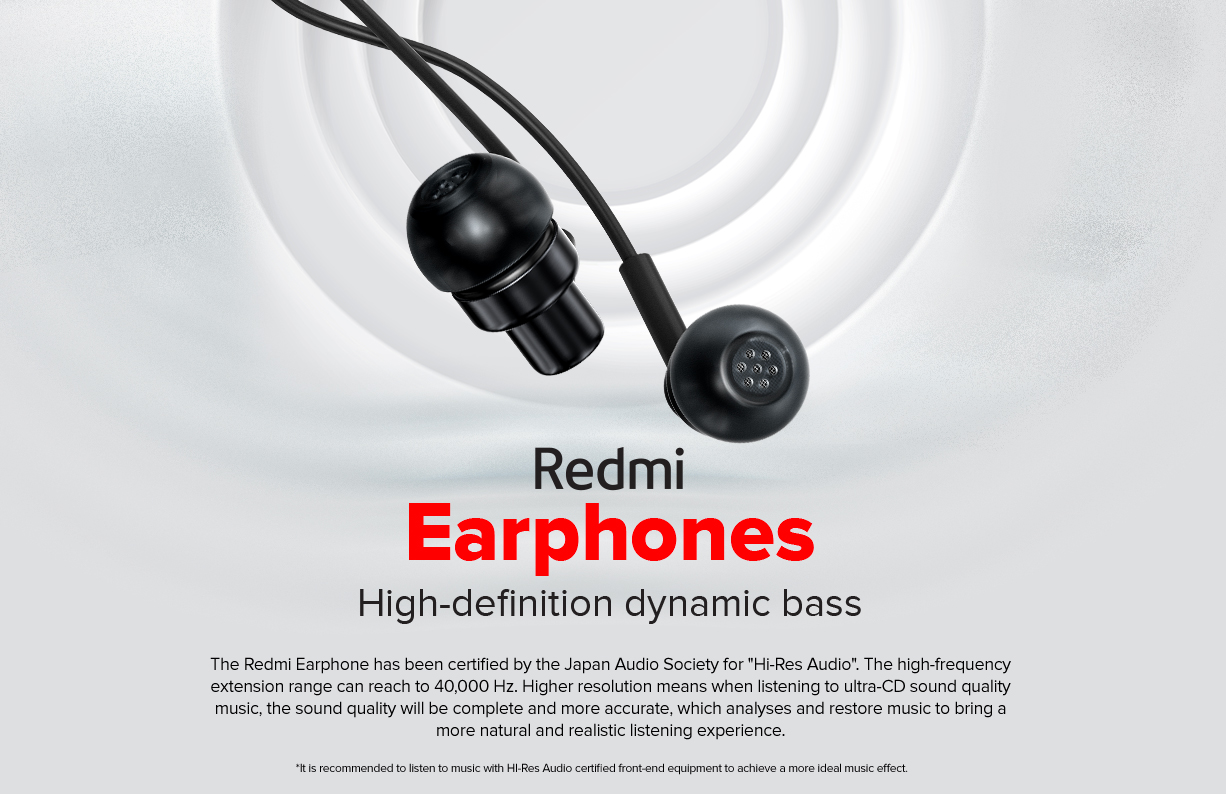 Redmi
Earphones
High-definition dynamic bass
The Redmi Earphone has been certified by the Japan Audio Society for "Hi-Res Audio". The high-frequency
extension range can reach to 40,000 Hz. Higher resolution means when listening to ultra-CD sound quality
music, the sound quality will be complete and more accurate, which analyses and restore music to bring a
more natural and realistic listening experience.
*It is recommended to listen to music with HI-Res Audio certified front-end equipment to achieve a more ideal music effect.